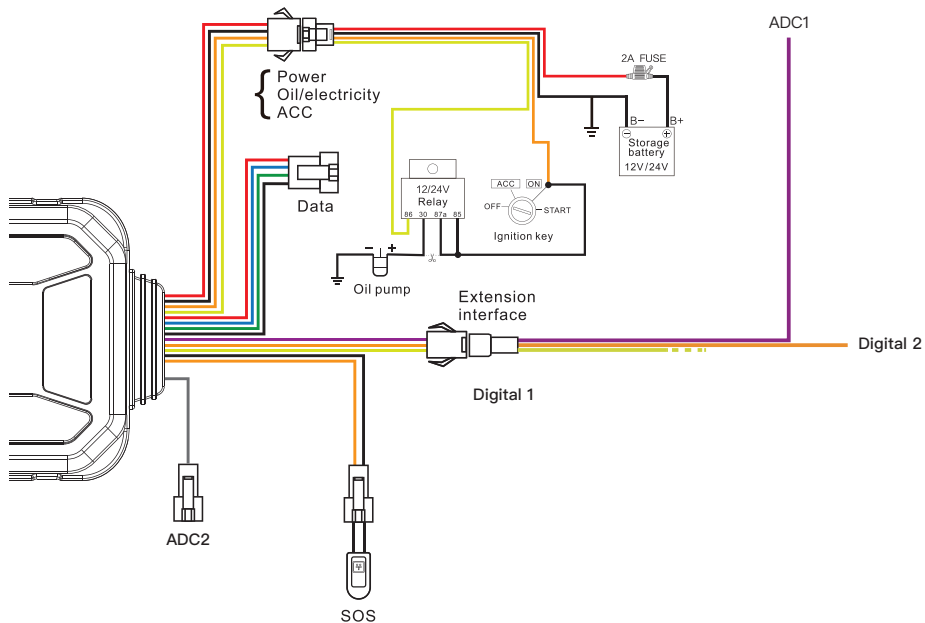 ADC1
2A FUSE
Power
Oil/electricity
ACC
B− B+
Storage
battery
12V/24V
12/24V
Relay
86 30 87a 85
ACC ON
OFF START
Ignition key
Data
− +
Oil pump
Extension
interface
Digital 2
Digital 1
ADC2
SOS